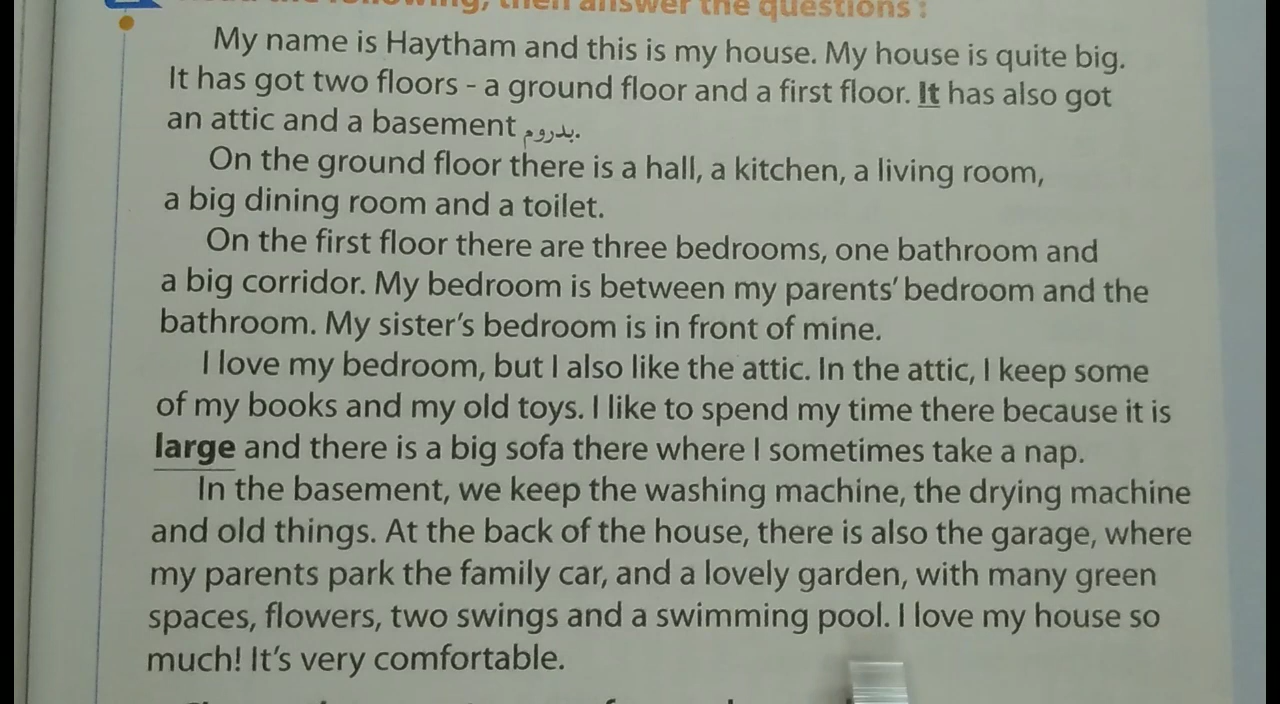 the following, then answer the questions :
My name is Haytham and this is my house. My house is quite big.
It has got two floors - a ground floor and a first floor. It has also got
an attic and a basement بدروم.
On the ground floor there is a hall, a kitchen, a living room,
a big dining room and a toilet.
On the first floor there are three bedrooms, one bathroom and
a big corridor. My bedroom is between my parents' bedroom and the
bathroom. My sister's bedroom is in front of mine.
I love my bedroom, but I also like the attic. In the attic, I keep some
of my books and my old toys. I like to spend my time there because it is
large and there is a big sofa there where I sometimes take a nap.
In the basement, we keep the washing machine, the drying machine
and old things. At the back of the house, there is also the garage, where
my parents park the family car, and a lovely garden, with many green
spaces, flowers, two swings and a swimming pool. I love my house so
much! It's very comfortable.